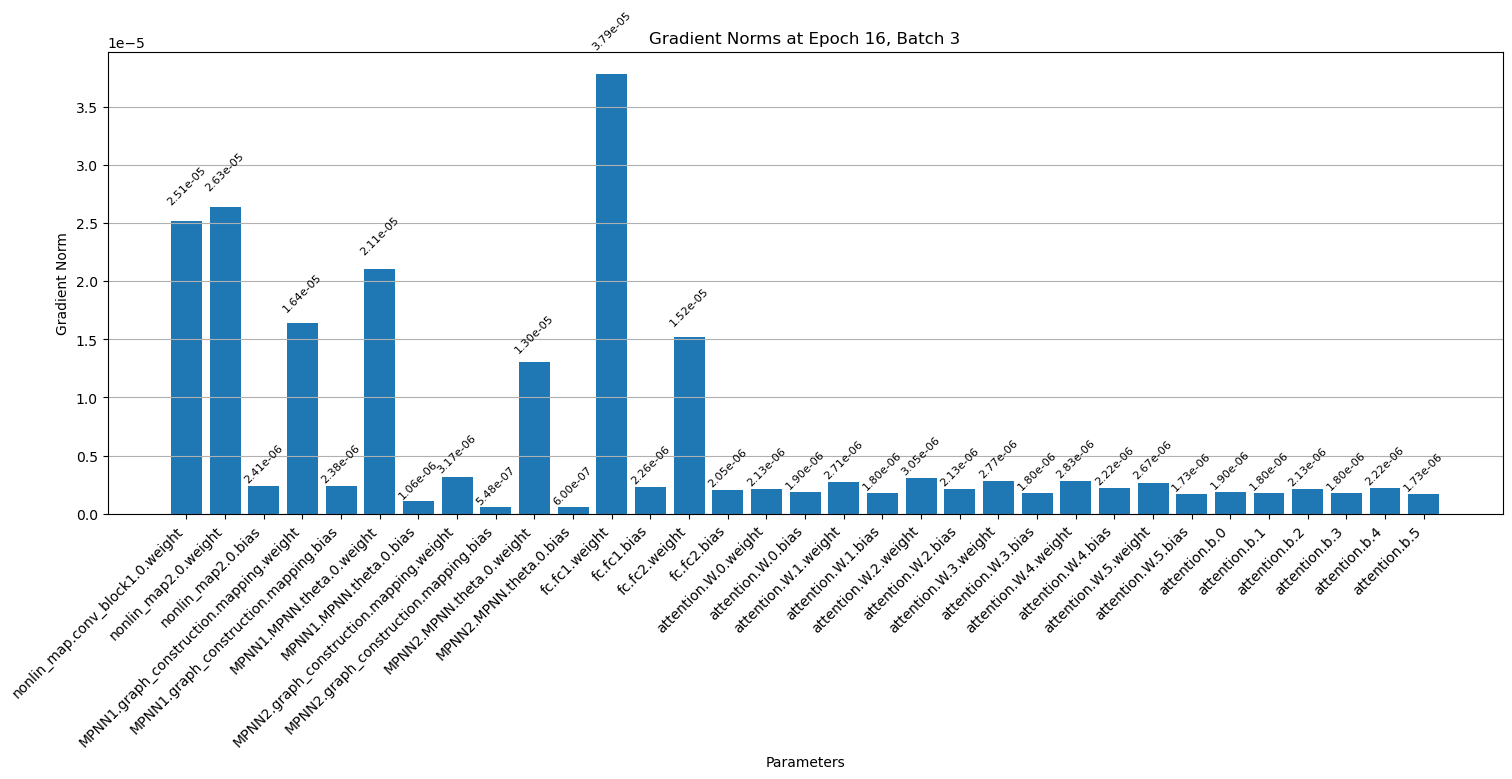 Gradient Norms at Epoch 16, Batch 3
1e−5
Gradient Norm
3.5
3.0
2.5
2.0
1.5
1.0
0.5
0.0
2.51e-05
2.63e-05
2.41e-06
1.64e-05
2.38e-06
2.11e-05
1.06e-06
3.17e-06
5.48e-07
1.30e-05
6.00e-07
3.79e-05
2.26e-06
1.52e-05
2.05e-06
2.13e-06
1.90e-06
2.71e-06
1.80e-06
3.05e-06
2.13e-06
2.77e-06
1.80e-06
2.83e-06
2.22e-06
2.67e-06
1.73e-06
1.90e-06
1.80e-06
2.13e-06
1.80e-06
2.22e-06
1.73e-06
nonlin_map.conv_block1.0.weight
nonlin_map2.0.weight
nonlin_map2.0.bias
MPNN1.graph_construction.mapping.weight
MPNN1.graph_construction.mapping.bias
MPNN1.MPNN.theta.0.weight
MPNN1.MPNN.theta.0.bias
MPNN2.graph_construction.mapping.weight
MPNN2.graph_construction.mapping.bias
MPNN2.MPNN.theta.0.weight
MPNN2.MPNN.theta.0.bias
fc.fc1.weight
fc.fc1.bias
fc.fc2.weight
fc.fc2.bias
attention.W.0.weight
attention.W.0.bias
attention.W.1.weight
attention.W.1.bias
attention.W.2.weight
attention.W.2.bias
attention.W.3.weight
attention.W.3.bias
attention.W.4.weight
attention.W.4.bias
attention.W.5.weight
attention.W.5.bias
attention.b.0
attention.b.1
attention.b.2
attention.b.3
attention.b.4
attention.b.5
Parameters